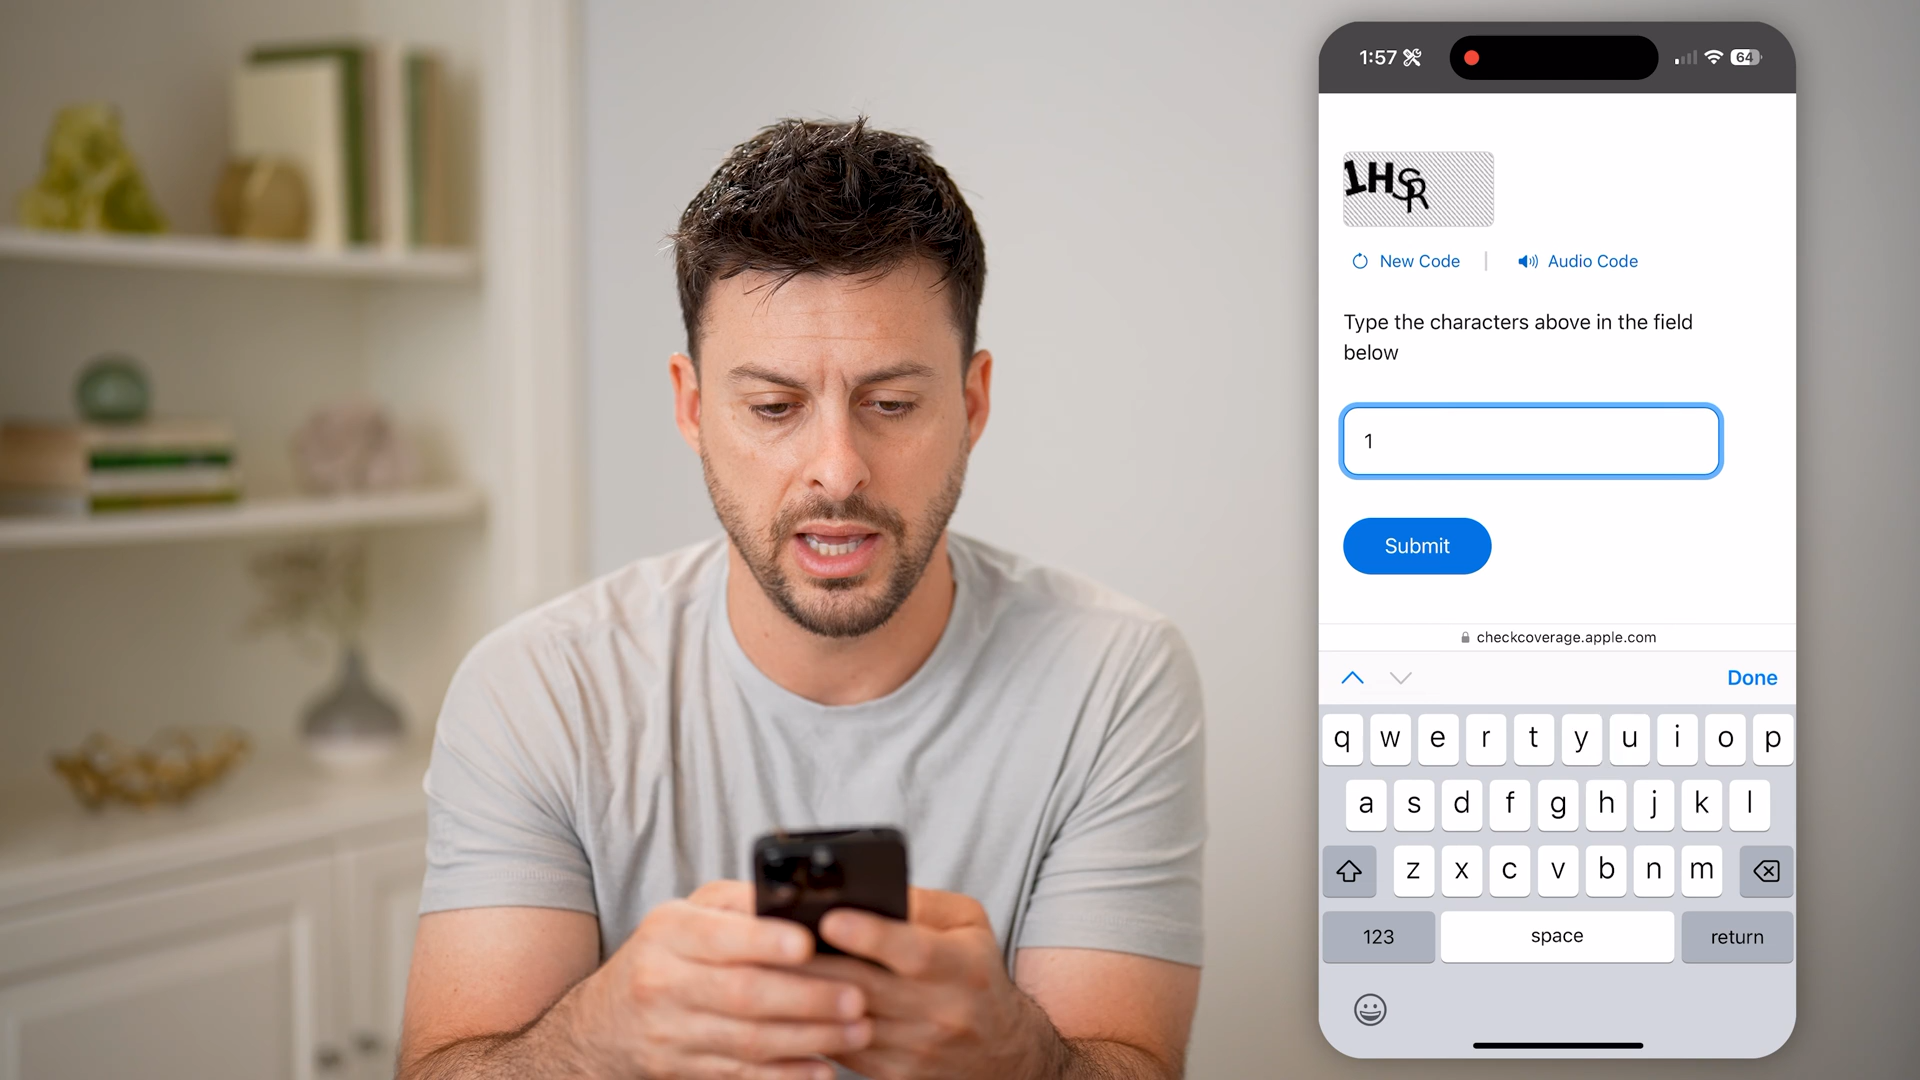 1:57 64
1HSR
New Code | Audio Code
Type the characters above in the field
below
1
Submit
checkcoverage.apple.com
Done
q w e r t y u i o p
a s d f g h j k l
z x c v b n m
123 space return